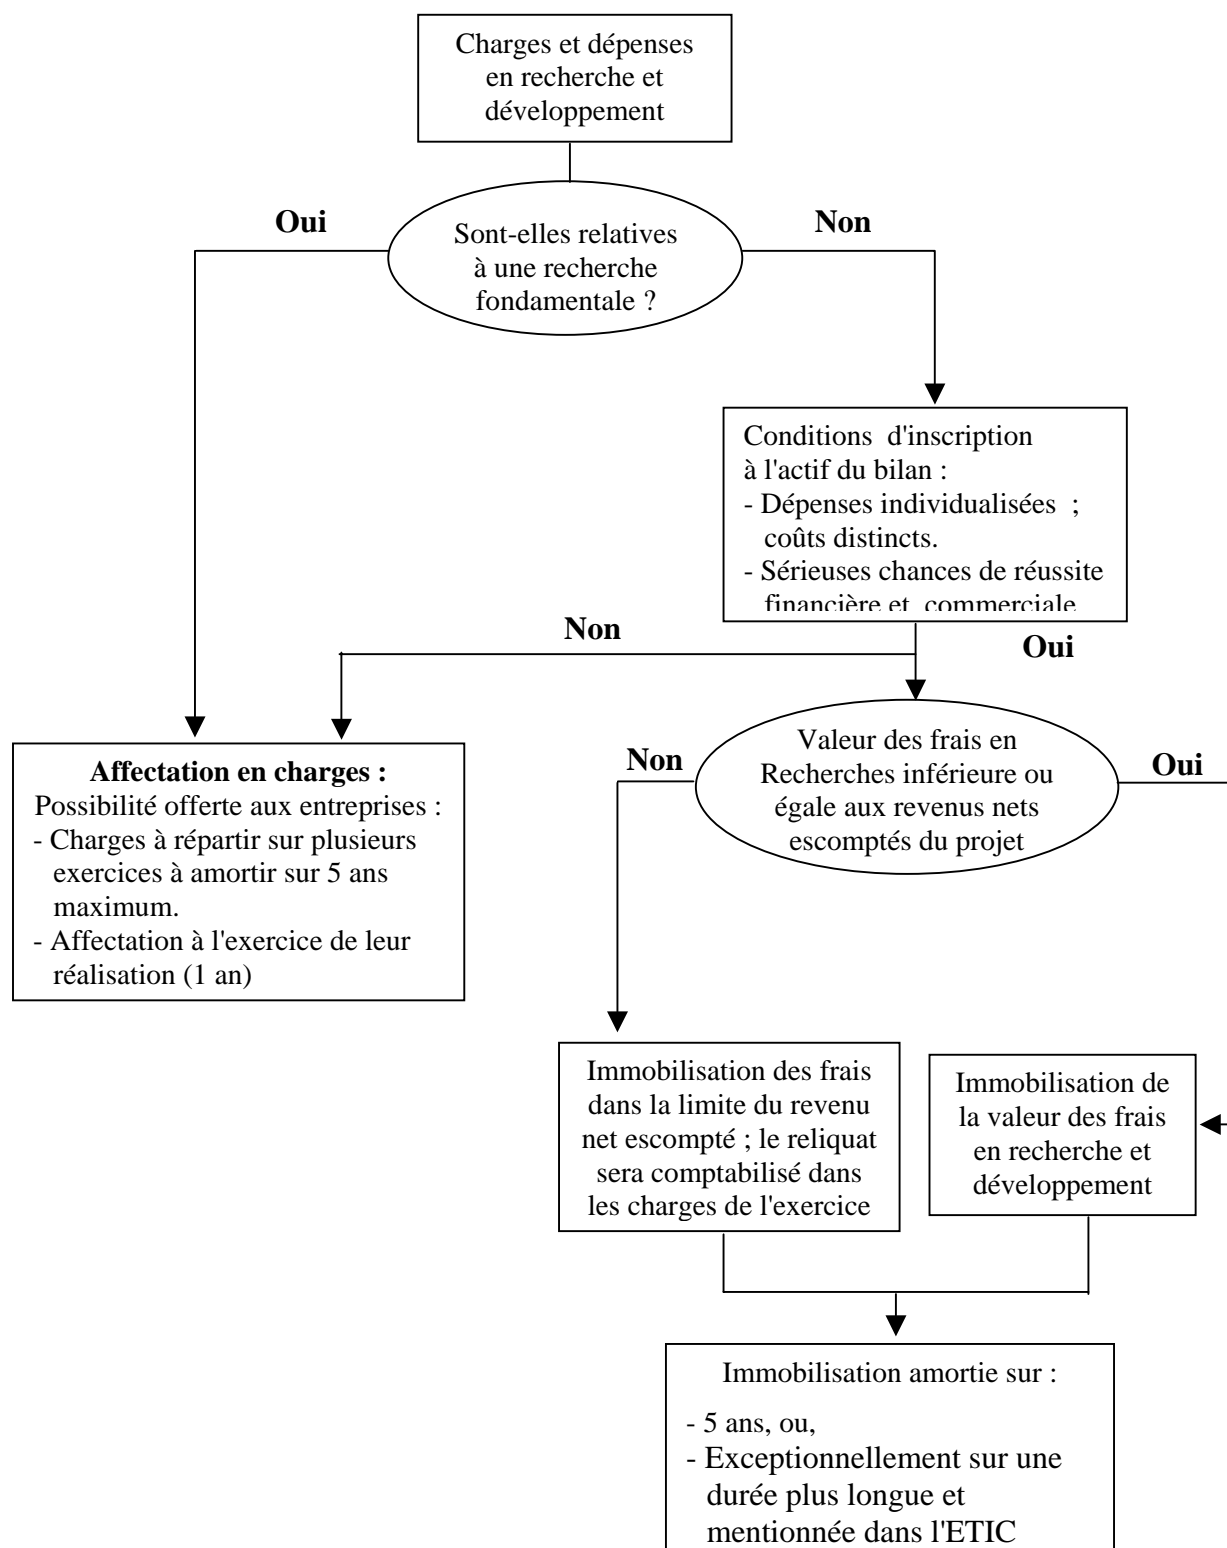 Charges et dépenses
en recherche et
développement
Oui
Non
Sont-elles relatives
à une recherche
fondamentale ?
Conditions d'inscription
à l'actif du bilan :
- Dépenses individualisées ;
coûts distincts.
- Sérieuses chances de réussite
financière et commerciale
Non
Oui
Affectation en charges :
Possibilité offerte aux entreprises :
- Charges à répartir sur plusieurs
exercices à amortir sur 5 ans
maximum.
- Affectation à l'exercice de leur
réalisation (1 an)
Non
Valeur des frais en
Recherches inférieure ou
égale aux revenus nets
escomptés du projet
Oui
Immobilisation des frais
dans la limite du revenu
net escompté ; le reliquat
sera comptabilisé dans
les charges de l'exercice
Immobilisation de
la valeur des frais
en recherche et
développement
Immobilisation amortie sur :
- 5 ans, ou,
- Exceptionnellement sur une
durée plus longue et
mentionnée dans l'ETIC